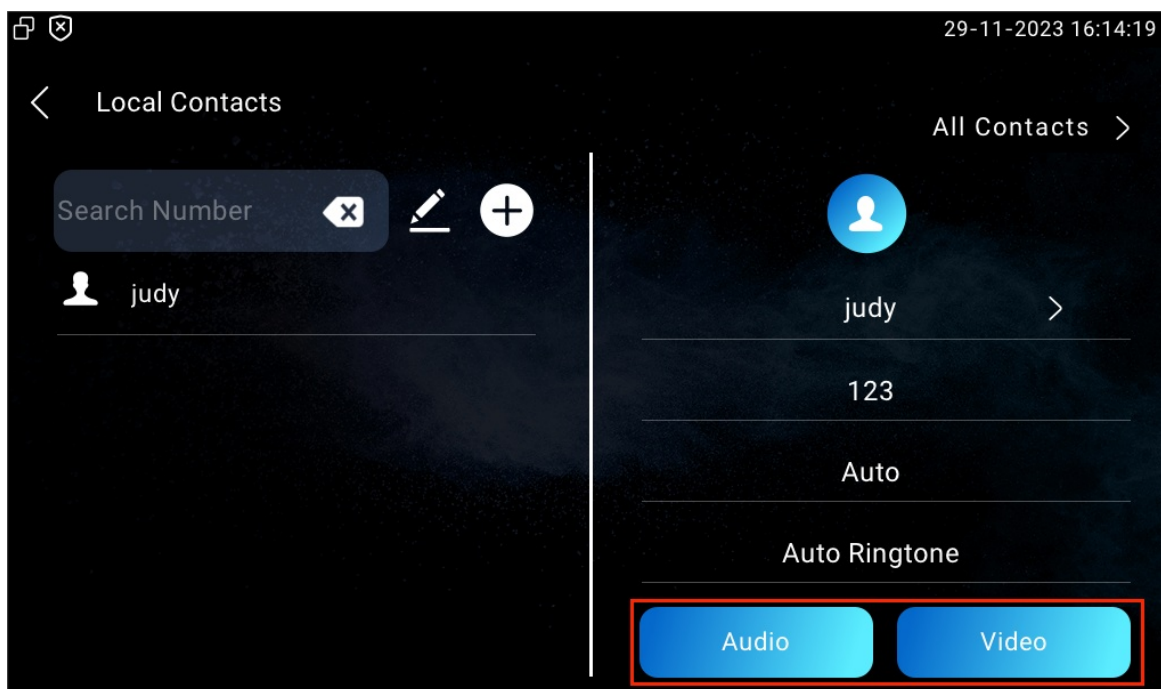 29-11-2023 16:14:19
Local Contacts
All Contacts
Search Number
judy
judy
123
Auto
Auto Ringtone
Audio
Video